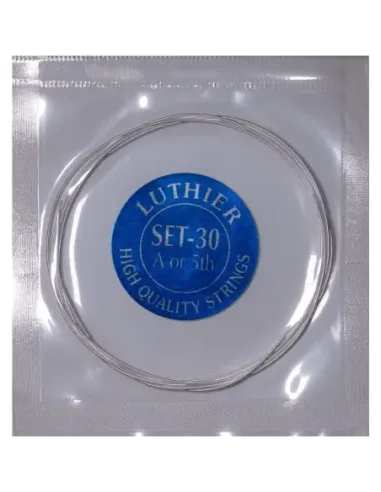 LUTHIER
SET-30
A or 5th
HIGH QUALITY STRINGS